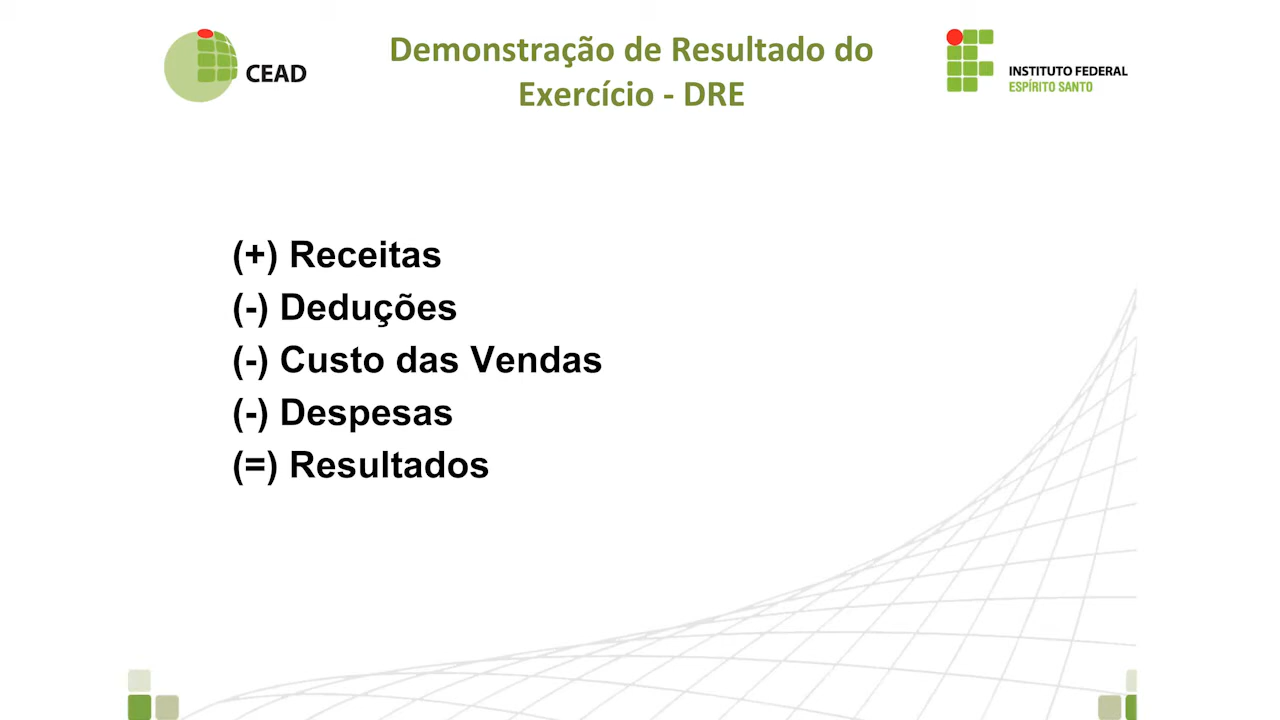 CEAD
Demonstração de Resultado do
Exercício - DRE
INSTITUTO FEDERAL
ESPÍRITO SANTO
(+) Receitas
(-) Deduções
(-) Custo das Vendas
(-) Despesas
(=) Resultados